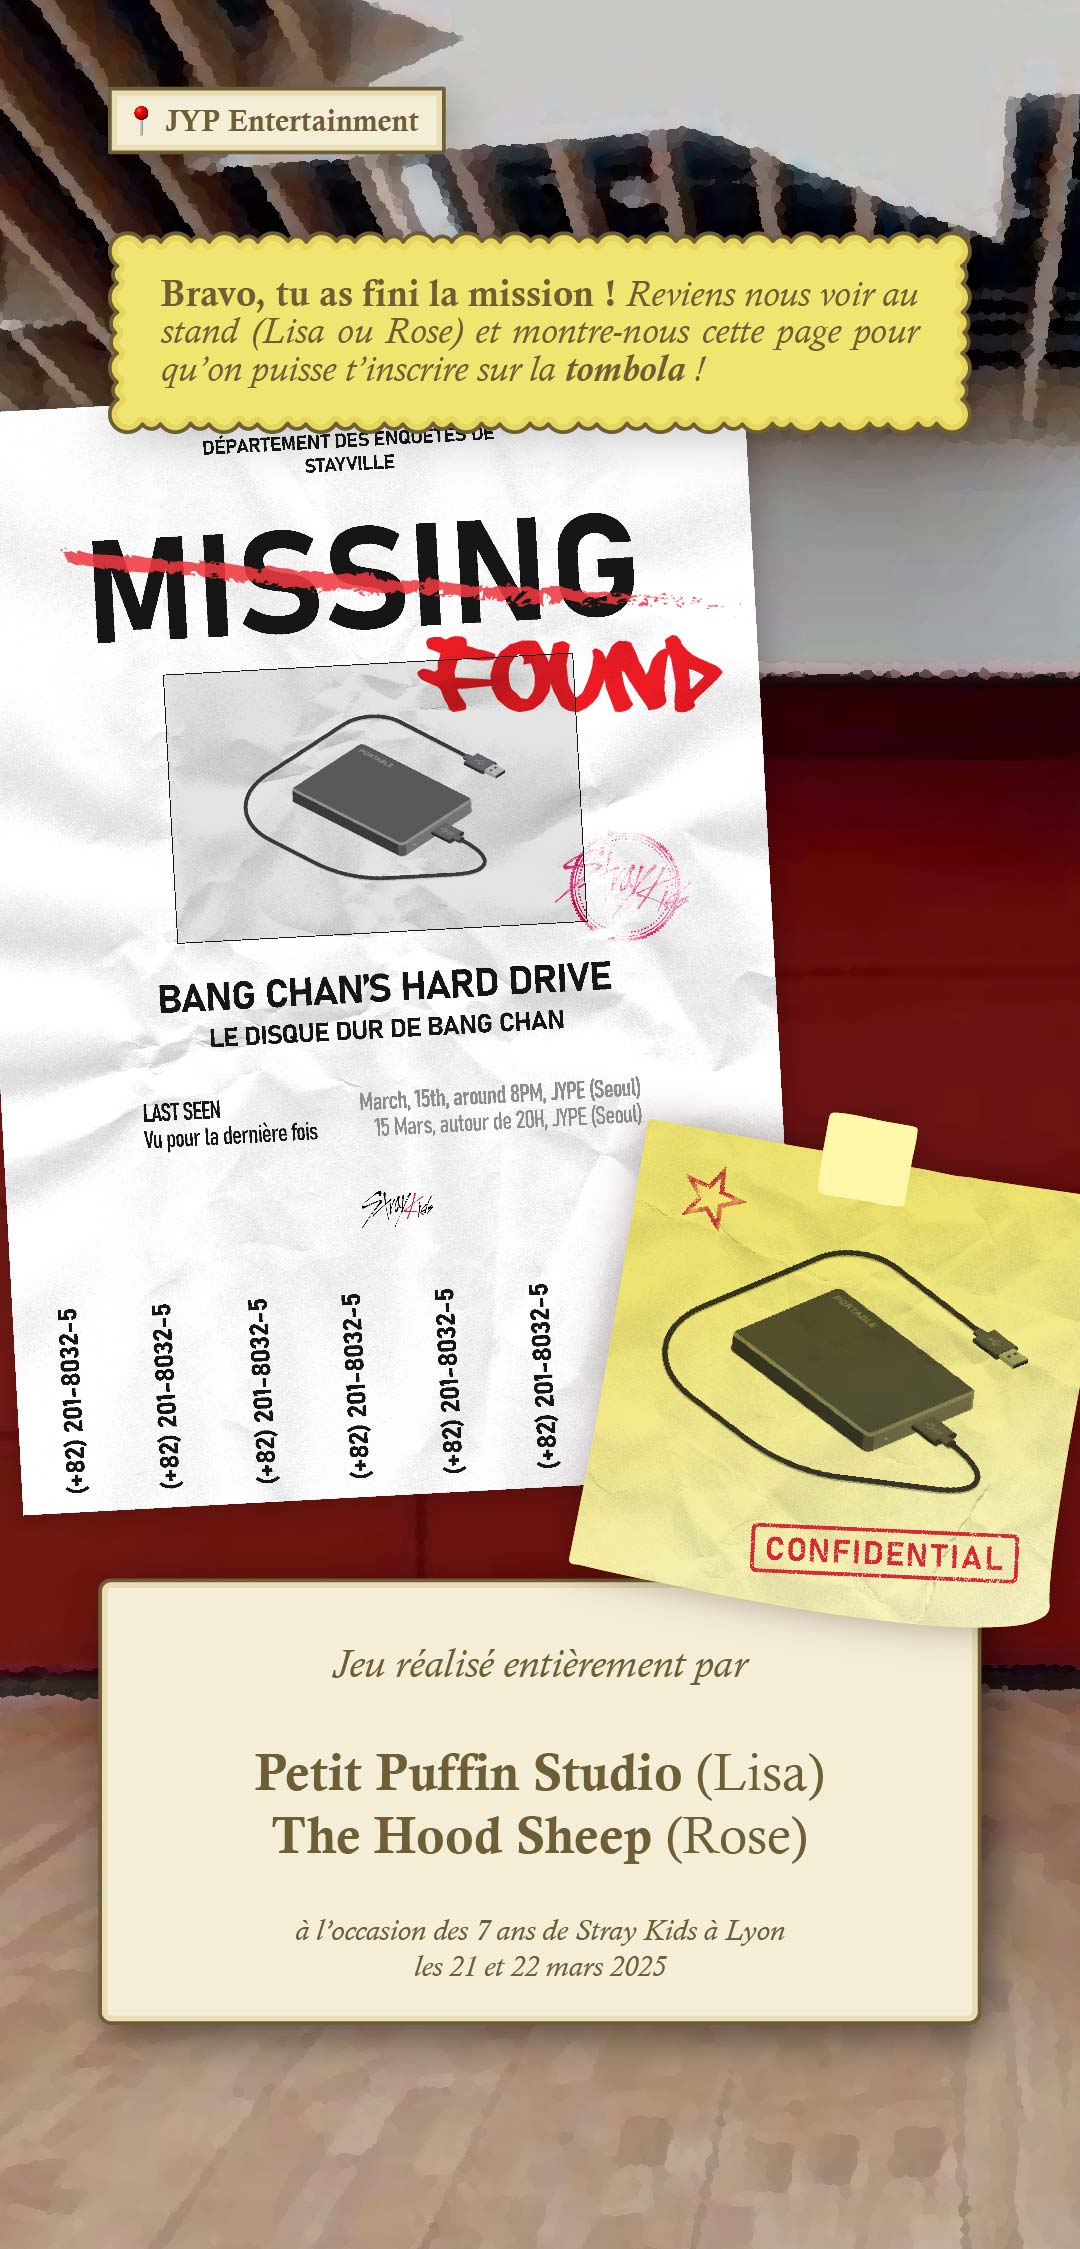 JYP Entertainment
Bravo, tu as fini la mission ! Reviens nous voir au
stand (Lisa ou Rose) et montre-nous cette page pour
qu'on puisse t'inscrire sur la tombola !
DÉPARTEMENT DES ENQUÊTES DE
STAYVILLE
MISSING
FOUND
PORTABLE
Stray Kids
BANG CHAN'S HARD DRIVE
LE DISQUE DUR DE BANG CHAN
LAST SEEN
Vu pour la dernière fois
March, 15th, around 8PM, JYPE (Seoul)
15 Mars, autour de 20H, JYPE (Seoul)
Stray Kids
(+82) 201-8032-5
(+82) 201-8032-5
(+82) 201-8032-5
(+82) 201-8032-5
(+82) 201-8032-5
(+82) 201-8032-5
PORTABLE
CONFIDENTIAL
Jeu réalisé entièrement par
Petit Puffin Studio (Lisa)
The Hood Sheep (Rose)
à l'occasion des 7 ans de Stray Kids à Lyon
les 21 et 22 mars 2025